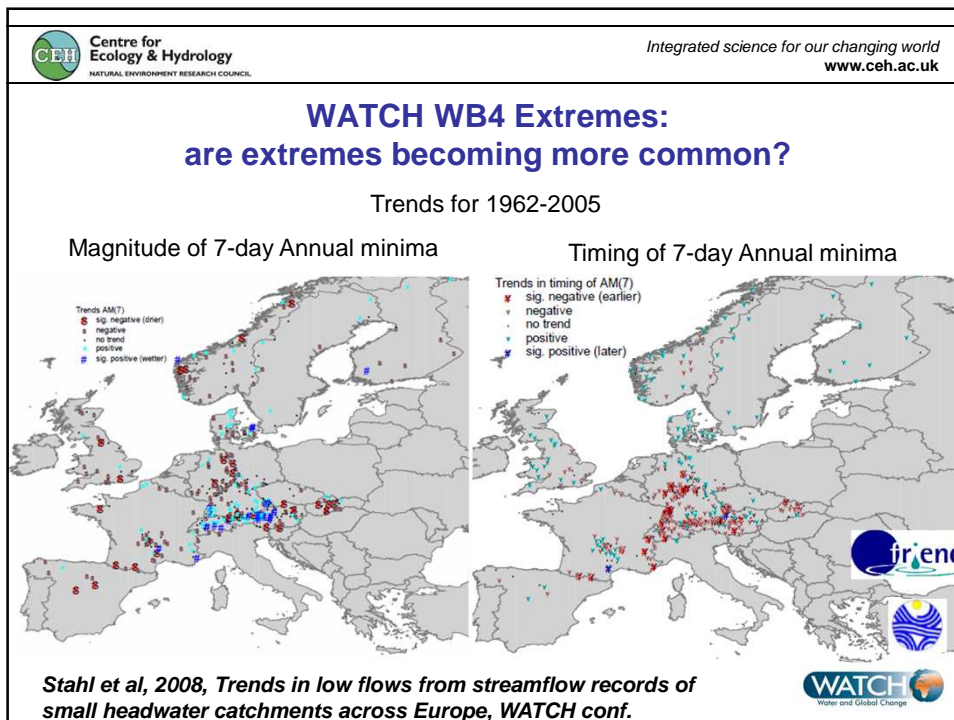 CEH
Centre for
Ecology & Hydrology
NATURAL ENVIRONMENT RESEARCH COUNCIL
Integrated science for our changing world
www.ceh.ac.uk
WATCH WB4 Extremes:
are extremes becoming more common?
Trends for 1962-2005
Magnitude of 7-day Annual minima
Trends AM(7)
sig. negative (drier)
negative
no trend
positive
sig. positive (wetter)
Timing of 7-day Annual minima
Trends in timing of AM(7)
sig. negative (earlier)
negative
no trend
positive
sig. positive (later)
friend
Stahl et al, 2008, Trends in low flows from streamflow records of
small headwater catchments across Europe, WATCH conf.
WATCH
Water and Global Change